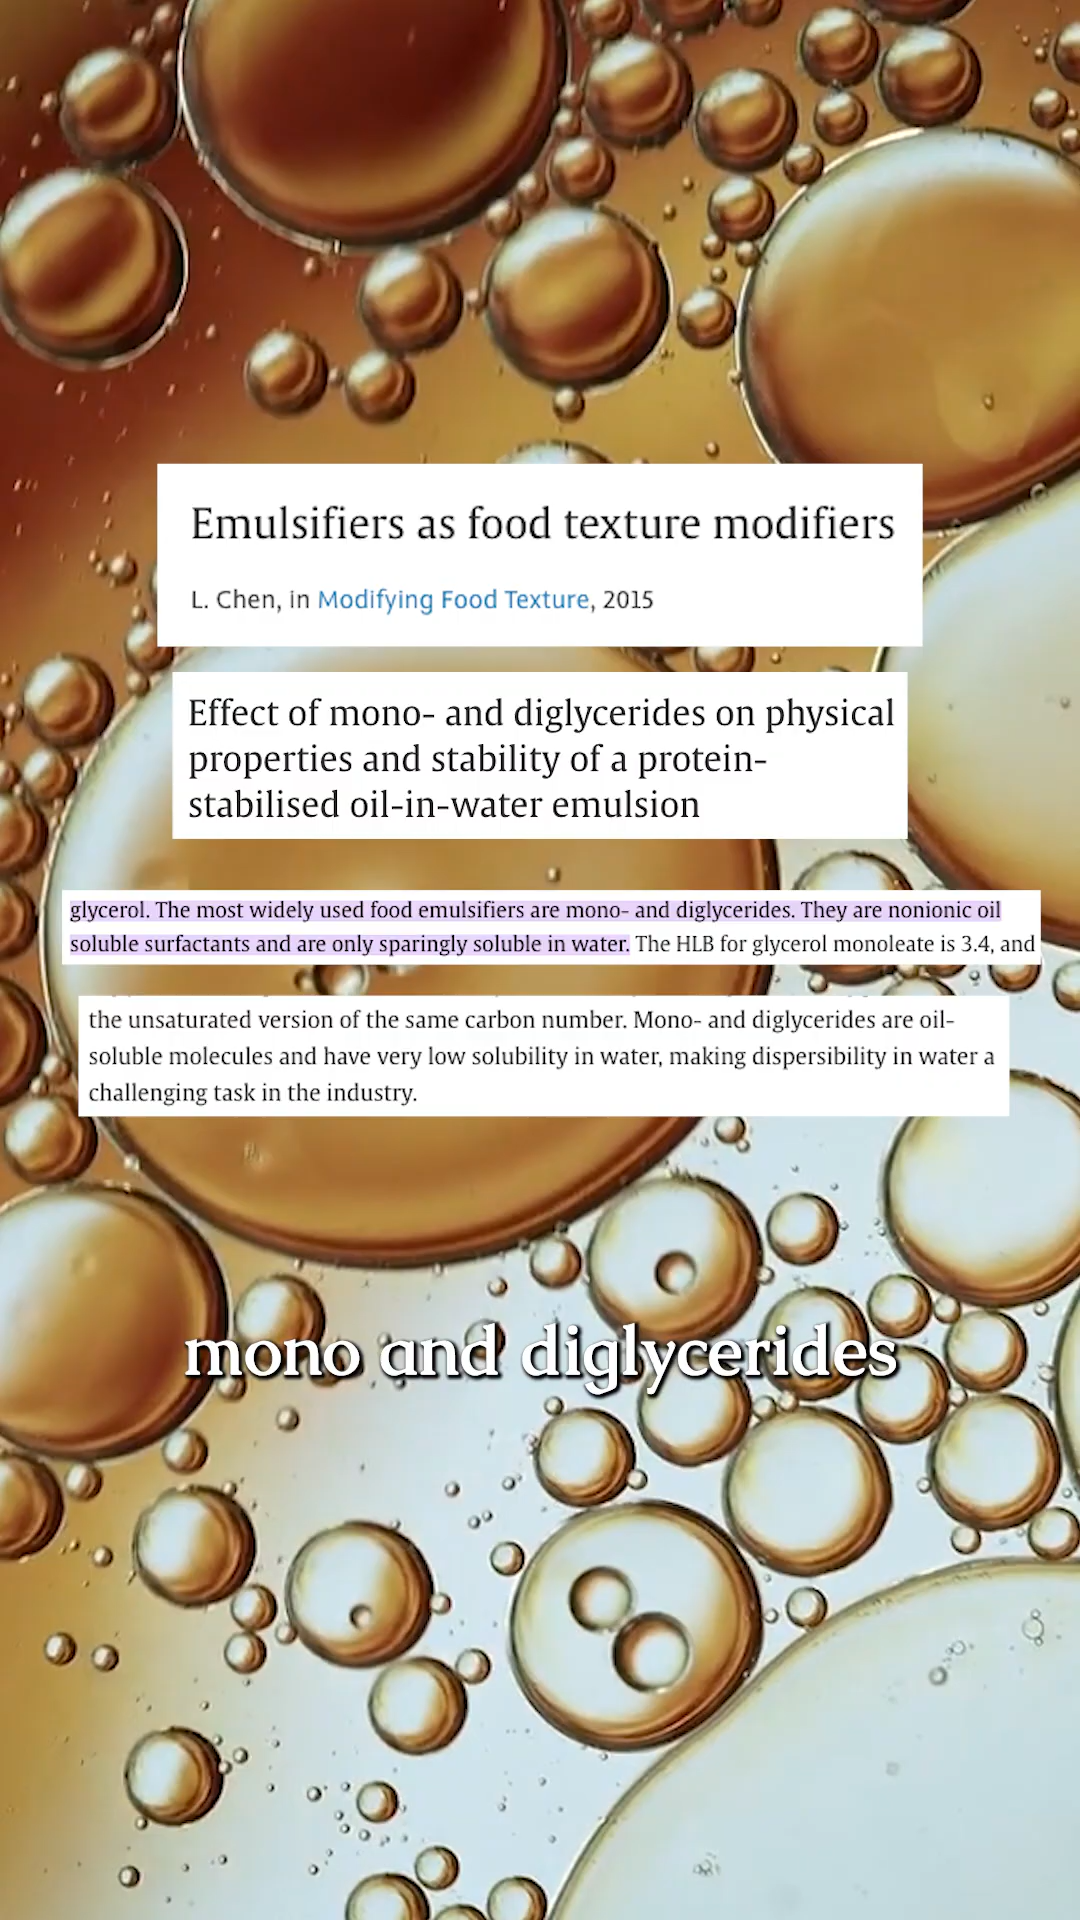 Emulsifiers as food texture modifiers
L. Chen, in Modifying Food Texture, 2015
Effect of mono- and diglycerides on physical
properties and stability of a protein-
stabilised oil-in-water emulsion
glycerol. The most widely used food emulsifiers are mono- and diglycerides. They are nonionic oil
soluble surfactants and are only sparingly soluble in water. The HLB for glycerol monoleate is 3.4, and
the unsaturated version of the same carbon number. Mono- and diglycerides are oil-
soluble molecules and have very low solubility in water, making dispersibility in water a
challenging task in the industry.
mono and diglycerides